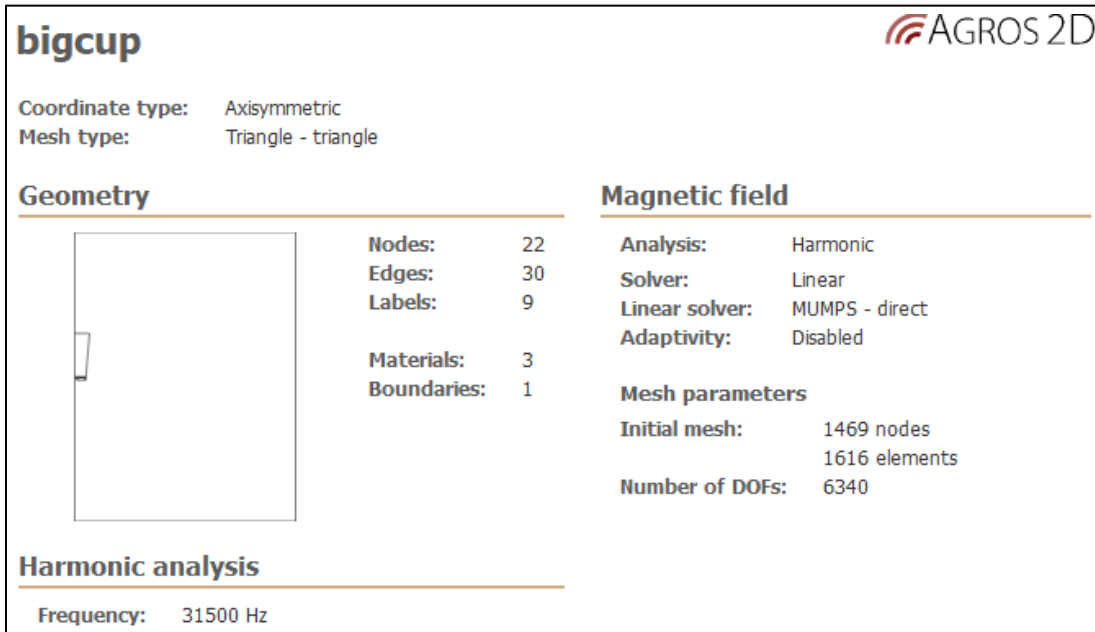 bigcup
AGROS 2D
Coordinate type: Axisymmetric
Mesh type: Triangle - triangle
Geometry
Nodes: 22
Edges: 30
Labels: 9
Materials: 3
Boundaries: 1
Magnetic field
Analysis: Harmonic
Solver: Linear
Linear solver: MUMPS - direct
Adaptivity: Disabled
Mesh parameters
Initial mesh: 1469 nodes
1616 elements
Number of DOFs: 6340
Harmonic analysis
Frequency: 31500 Hz